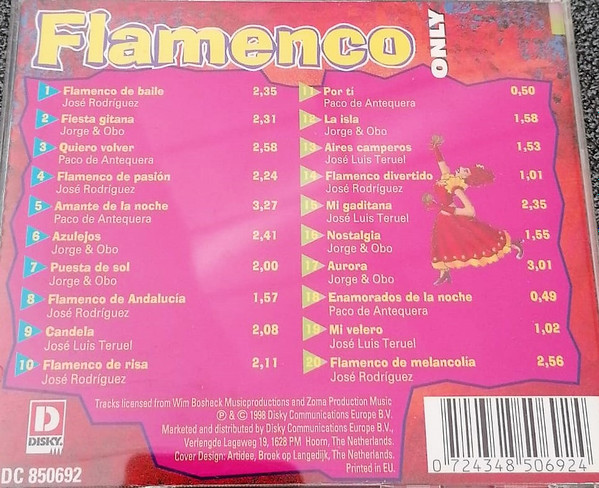 Flamenco
ONLY
1 Flamenco de baile 2,35
José Rodríguez
2 Fiesta gitana 2,31
Jorge & Obo
3 Quiero volver 2,58
Paco de Antequera
4 Flamenco de pasión 2,24
José Rodríguez
5 Amante de la noche 3,27
Paco de Antequera
6 Azulejos 2,41
Jorge & Obo
7 Puesta de sol 2,00
Jorge & Obo
8 Flamenco de Andalucía 1,57
José Rodríguez
9 Candela 2,08
José Luis Teruel
10 Flamenco de risa 2,11
José Rodríguez
11 Por ti 0,50
Paco de Antequera
12 La isla 1,58
Jorge & Obo
13 Aires camperos 1,53
José Luis Teruel
14 Flamenco divertido 1,01
José Rodríguez
15 Mi gaditana 2,35
José Luis Teruel
16 Nostalgia 1,55
Jorge & Obo
17 Aurora 3,01
Jorge & Obo
18 Enamorados de la noche 0,49
Paco de Antequera
19 Mi velero 1,02
José Luis Teruel
20 Flamenco de melancolía 2,56
José Rodríguez
Tracks licensed from Wim Bosheck Musicproductions and Zoma Production Music
℗ & © 1998 Disky Communications Europe B.V.
Marketed and distributed by Disky Communications Europe B.V.,
Verlengde Lageweg 19, 1628 PM Hoorn, The Netherlands.
Cover Design: Artidee, Broek op Langedijk, The Netherlands.
Printed in EU.
D
DISKY
DC 850692
0 724348 506924